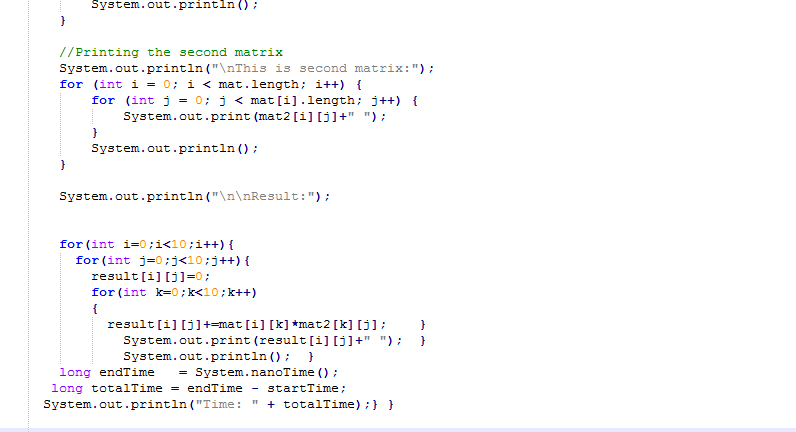 System.out.println();
}
//Printing the second matrix
System.out.println("\nThis is second matrix:");
for (int i = 0; i < mat.length; i++) {
for (int j = 0; j < mat[i].length; j++) {
System.out.print(mat2[i][j]+" ");
}
System.out.println();
}
System.out.println("\n\nResult:");
for(int i=0;i<10;i++){
for(int j=0;j<10;j++){
result[i][j]=0;
for(int k=0;k<10;k++)
{
result[i][j]+=mat[i][k]*mat2[k][j];    }
System.out.print(result[i][j]+" ");  }
System.out.println();  }
long endTime   = System.nanoTime();
long totalTime = endTime - startTime;
System.out.println("Time: " + totalTime);} }